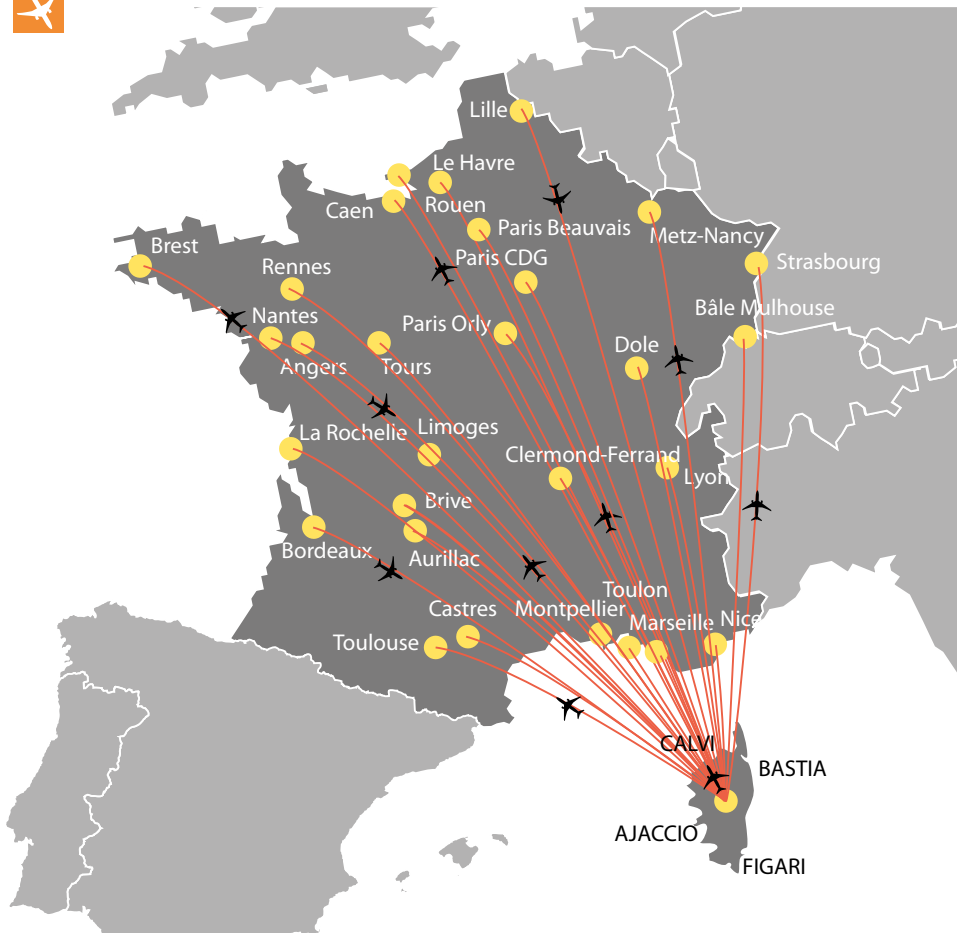 Lille
Le Havre
Caen
Rouen
Paris Beauvais
Metz-Nancy
Brest
Rennes
Paris CDG
Strasbourg
Nantes
Paris Orly
Bâle Mulhouse
Angers
Tours
Dole
La Rochelle
Limoges
Clermond-Ferrand
Lyon
Brive
Bordeaux
Aurillac
Toulon
Castres
Montpellier
Marseille
Nice
Toulouse
CALVI
BASTIA
AJACCIO
FIGARI